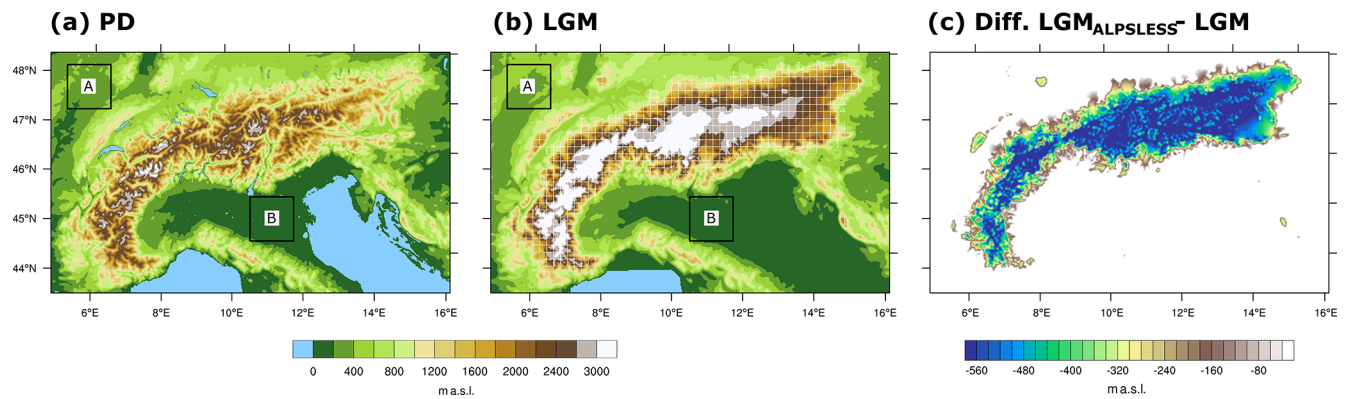 (a) PD
(b) LGM
(c) Diff. LGMALPSLESS- LGM
48°N
47°N
46°N
45°N
44°N
A
B
A
B
6°E 8°E 10°E 12°E 14°E 16°E
6°E 8°E 10°E 12°E 14°E 16°E
6°E 8°E 10°E 12°E 14°E 16°E
0 400 800 1200 1600 2000 2400 3000
m a.s.l.
-560 -480 -400 -320 -240 -160 -80
m a.s.l.